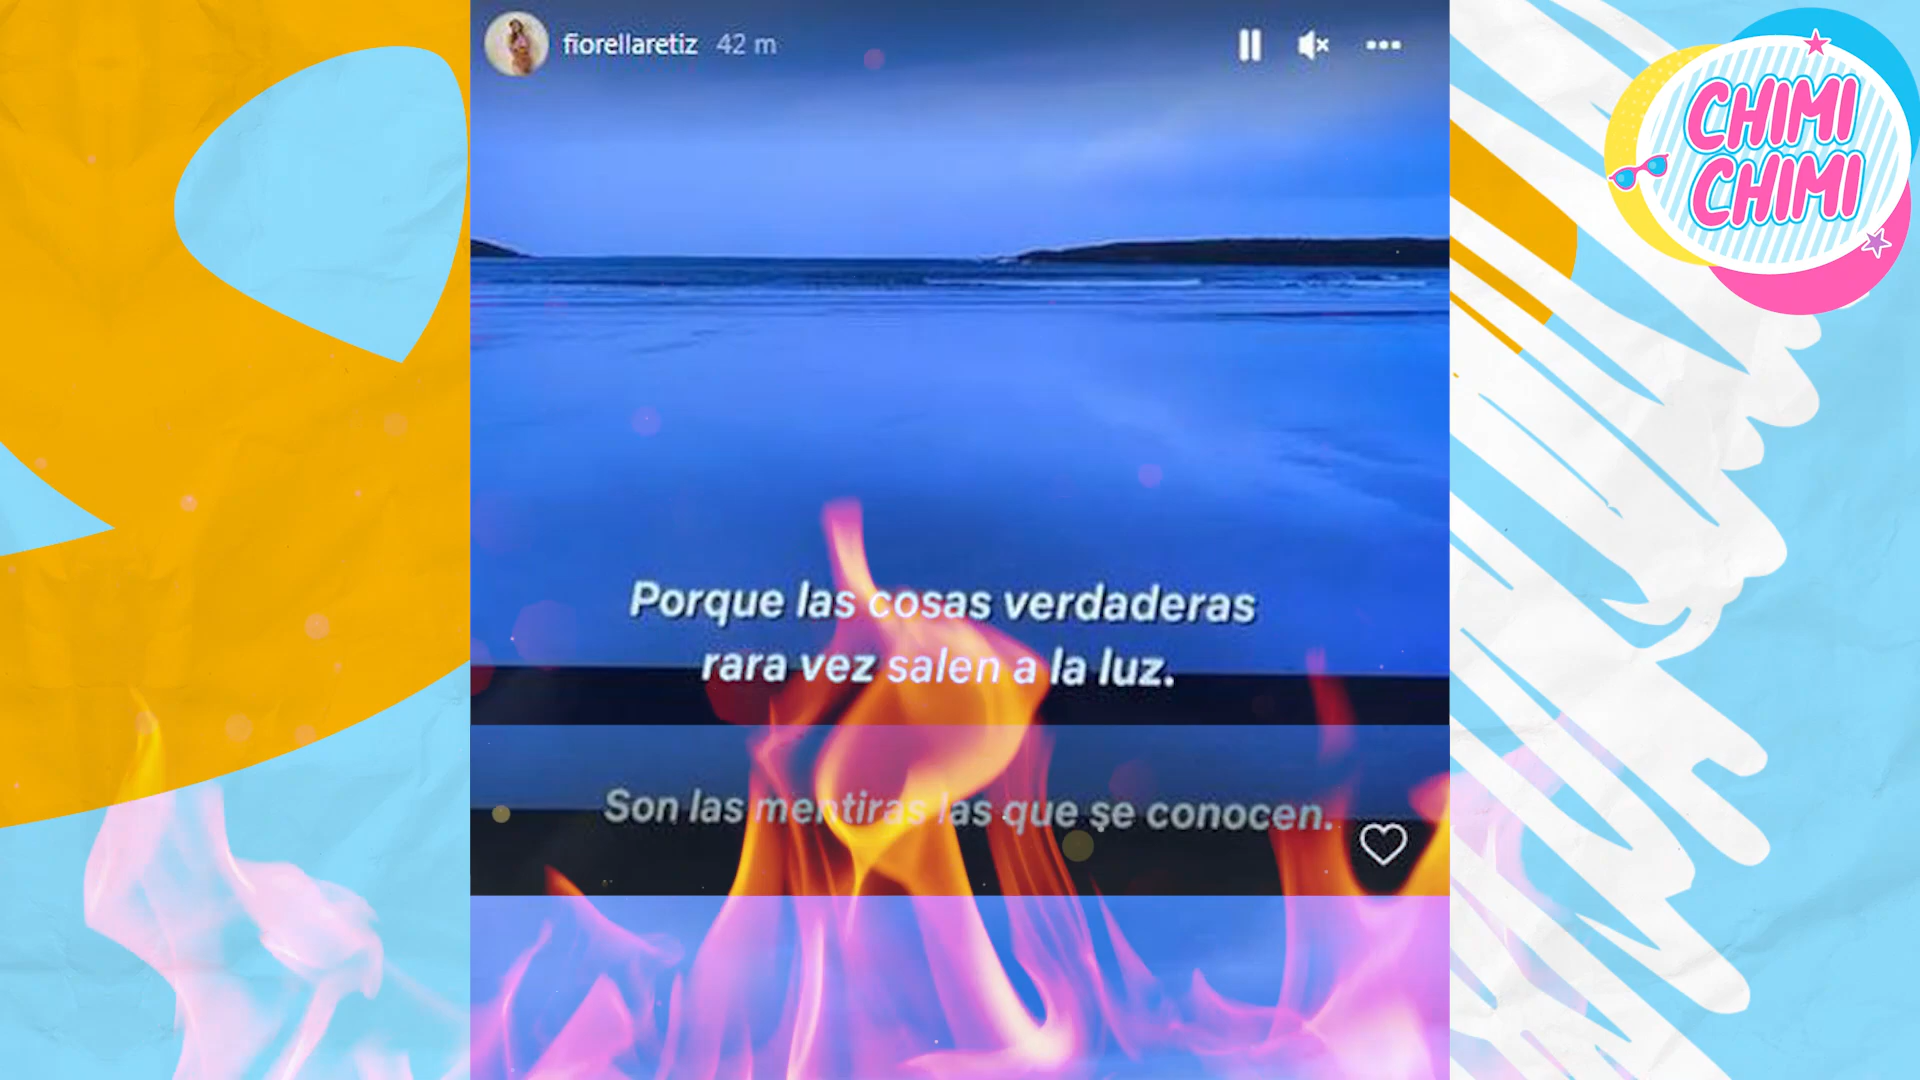 fiorellaretiz 42 m
CHIMI
CHIMI
Porque las cosas verdaderas
rara vez salen a la luz.
Son las mentiras las que se conocen.